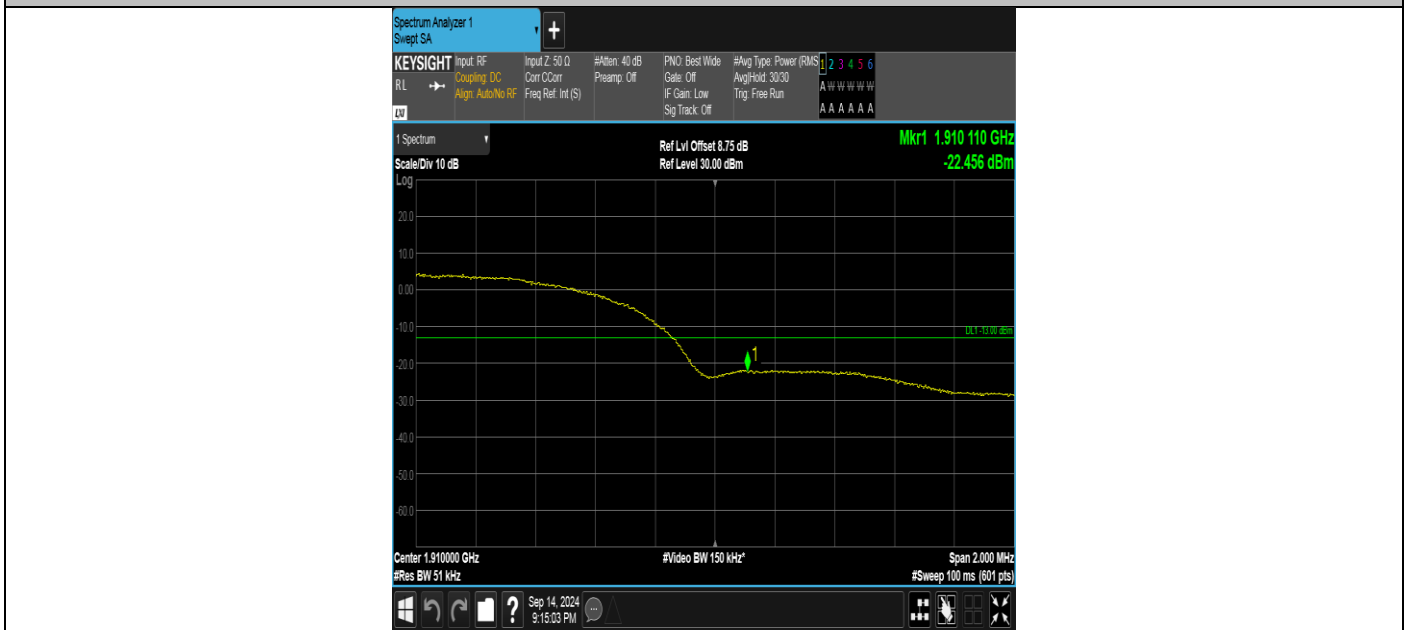 Spectrum Analyzer 1
Swept SA
+
KEYSIGHT
RL
LXI
Input: RF
Coupling: DC
Align: Auto/No RF
Input Z: 50 Ω
Corr CCorr
Freq Ref: Int (S)
#Atten: 40 dB
Preamp: Off
PNO: Best Wide
Gate: Off
IF Gain: Low
Sig Track: Off
#Avg Type: Power (RMS
Avg|Hold: 30/30
Trig: Free Run
1 2 3 4 5 6
A W W W W W
A A A A A A
1 Spectrum
Scale/Div 10 dB
Log
Ref Lvl Offset 8.75 dB
Ref Level 30.00 dBm
Mkr1 1.910 110 GHz
-22.456 dBm
20.0
10.0
0.00
-10.0
DL1 -13.00 dBm
1
-20.0
-30.0
-40.0
-50.0
-60.0
Center 1.910000 GHz
#Res BW 51 kHz
#Video BW 150 kHz*
Span 2.000 MHz
#Sweep 100 ms (601 pts)
?
Sep 14, 2024
9:15:03 PM